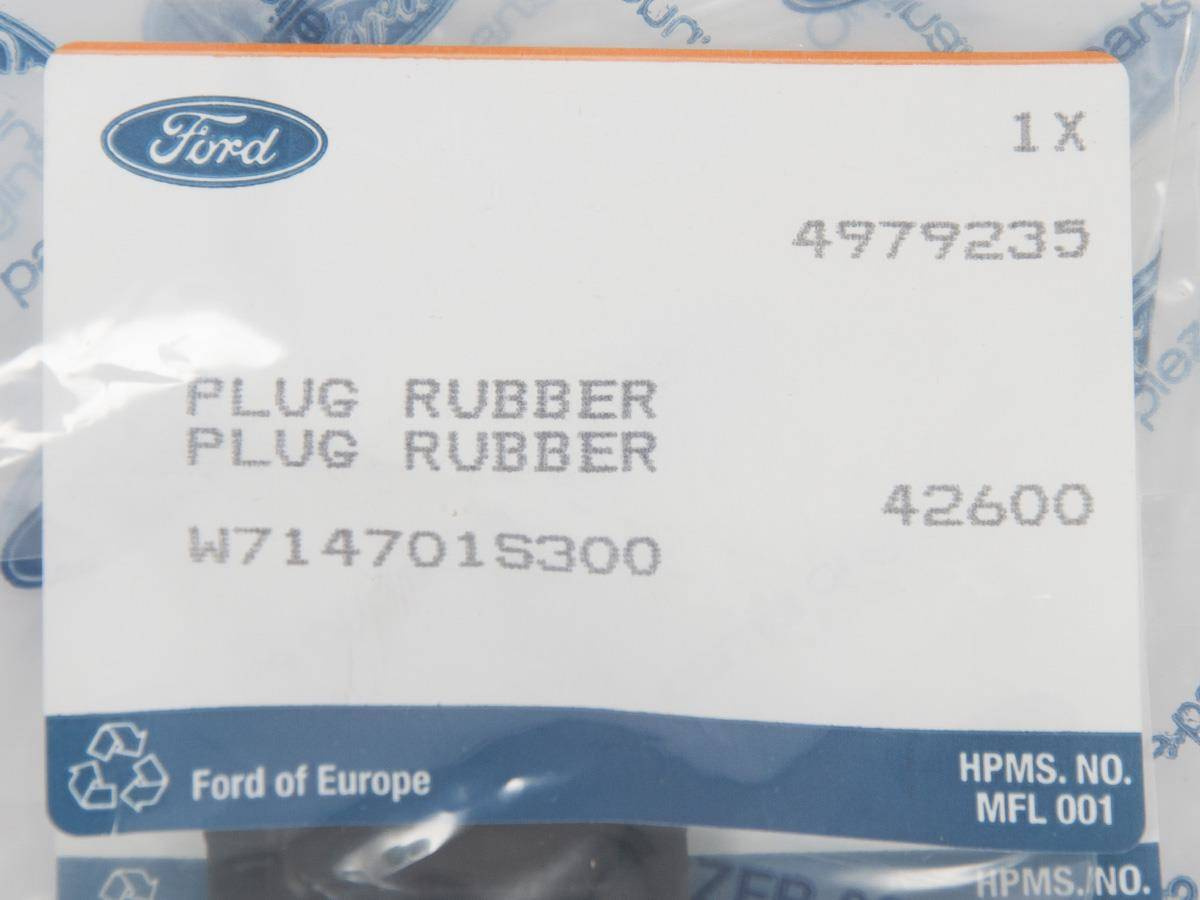 Ford
1X
4979235
PLUG RUBBER
PLUG RUBBER
42600
W714701S300
Ford of Europe
HPMS. NO.
MFL 001
HPMS. NO.